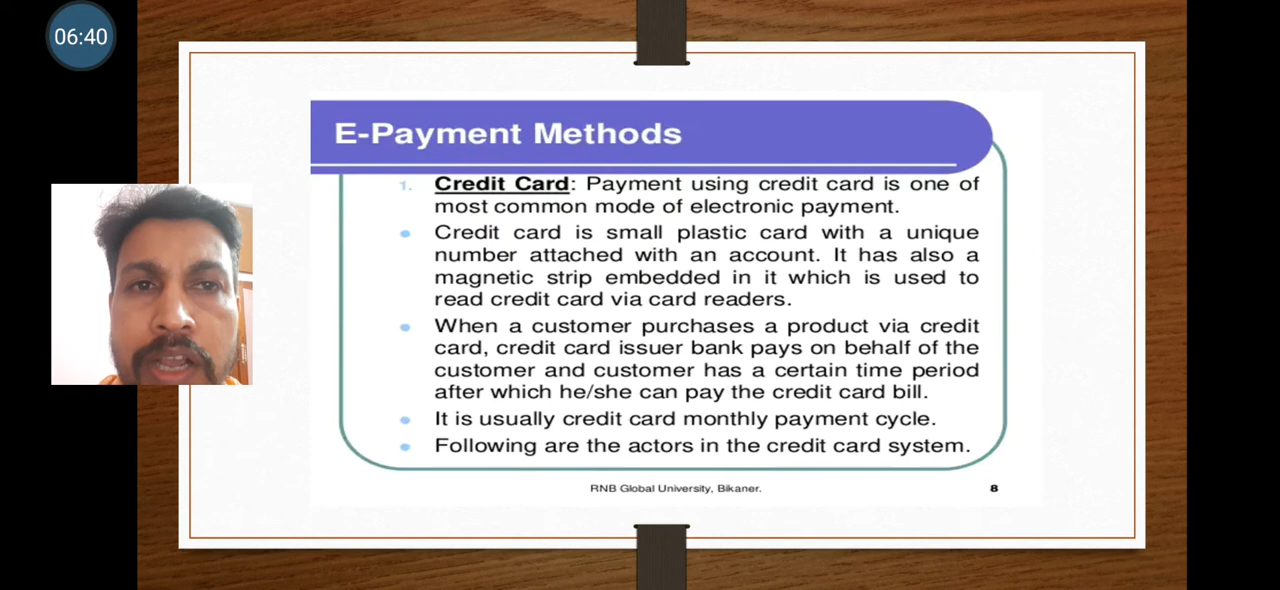 06:40
E-Payment Methods
1. Credit Card: Payment using credit card is one of
most common mode of electronic payment.
Credit card is small plastic card with a unique
number attached with an account. It has also a
magnetic strip embedded in it which is used to
read credit card via card readers.
When a customer purchases a product via credit
card, credit card issuer bank pays on behalf of the
customer and customer has a certain time period
after which he/she can pay the credit card bill.
It is usually credit card monthly payment cycle.
Following are the actors in the credit card system.
RNB Global University, Bikaner.
8